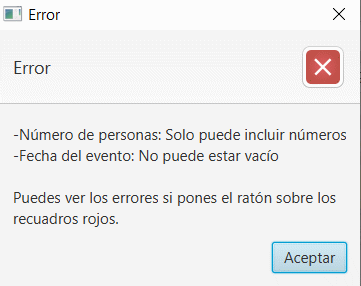 Error
Error
-Número de personas: Solo puede incluir números
-Fecha del evento: No puede estar vacío
Puedes ver los errores si pones el ratón sobre los
recuadros rojos.
Aceptar